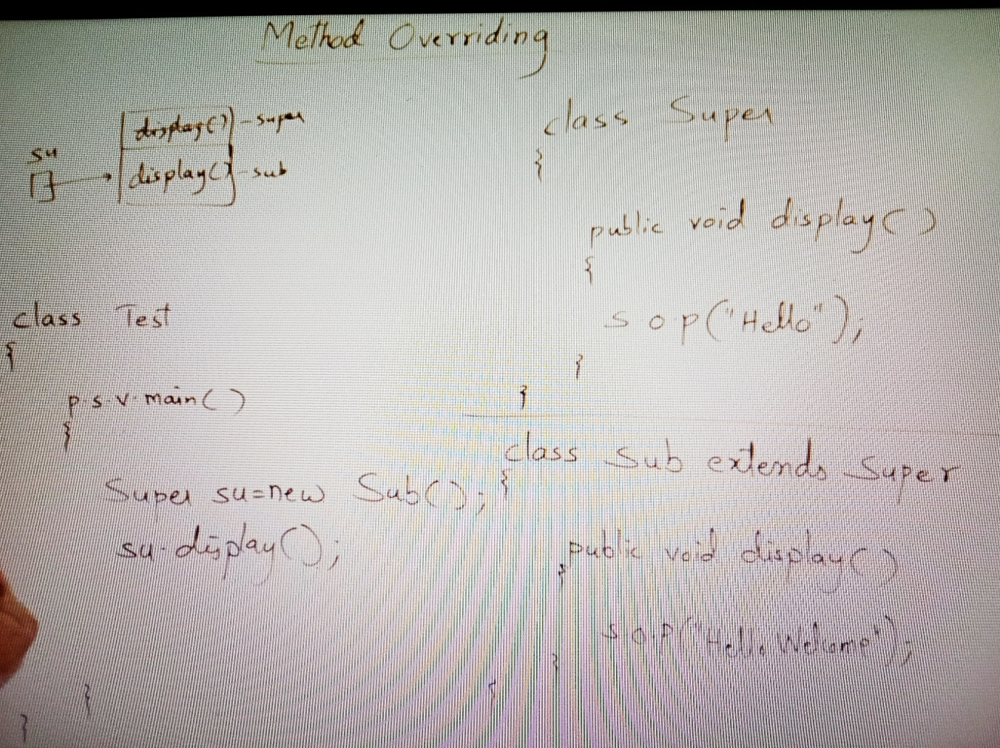 Method Overriding
display() - super
su
display() - sub
class Test
{
p.s.v.main()
{
Super su=new Sub();
su.display();
}
}
class Super
{
public void display()
{
s o p("Hello");
}
}
class Sub extends Super
{
public void display()
{
s o p("Hello Welcome");
}
}